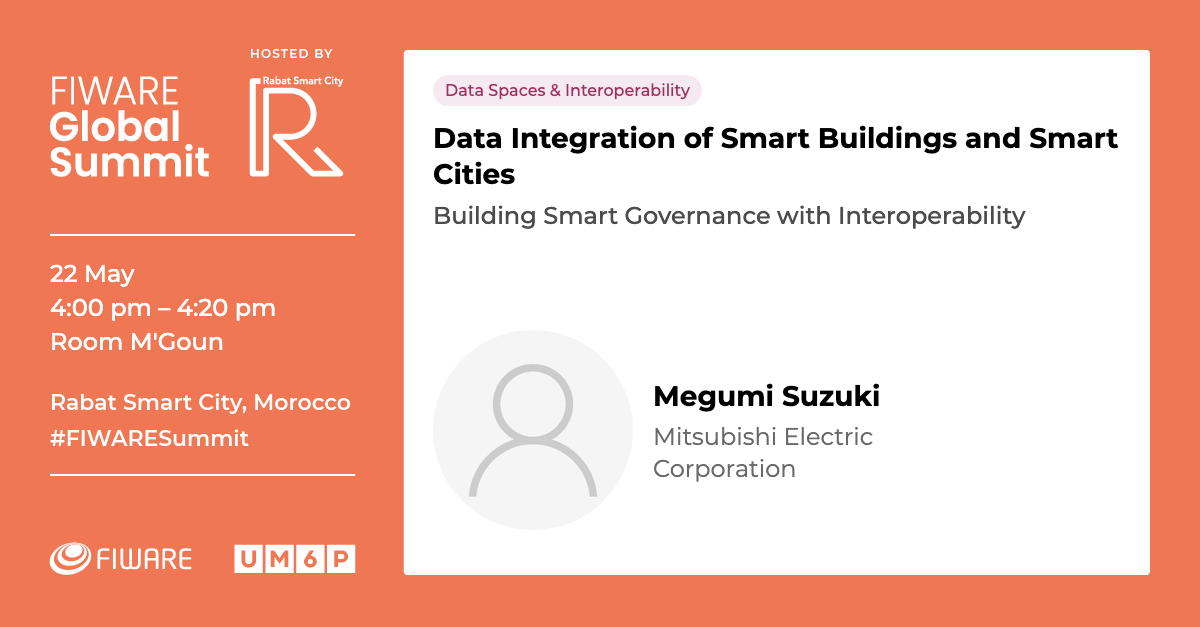 HOSTED BY
FIWARE
Global
Summit
Rabat Smart City
R
22 May
4:00 pm – 4:20 pm
Room M'Goun
Rabat Smart City, Morocco
#FIWARESummit
FIWARE
UM6P
Data Spaces & Interoperability
Data Integration of Smart Buildings and Smart
Cities
Building Smart Governance with Interoperability
Megumi Suzuki
Mitsubishi Electric
Corporation